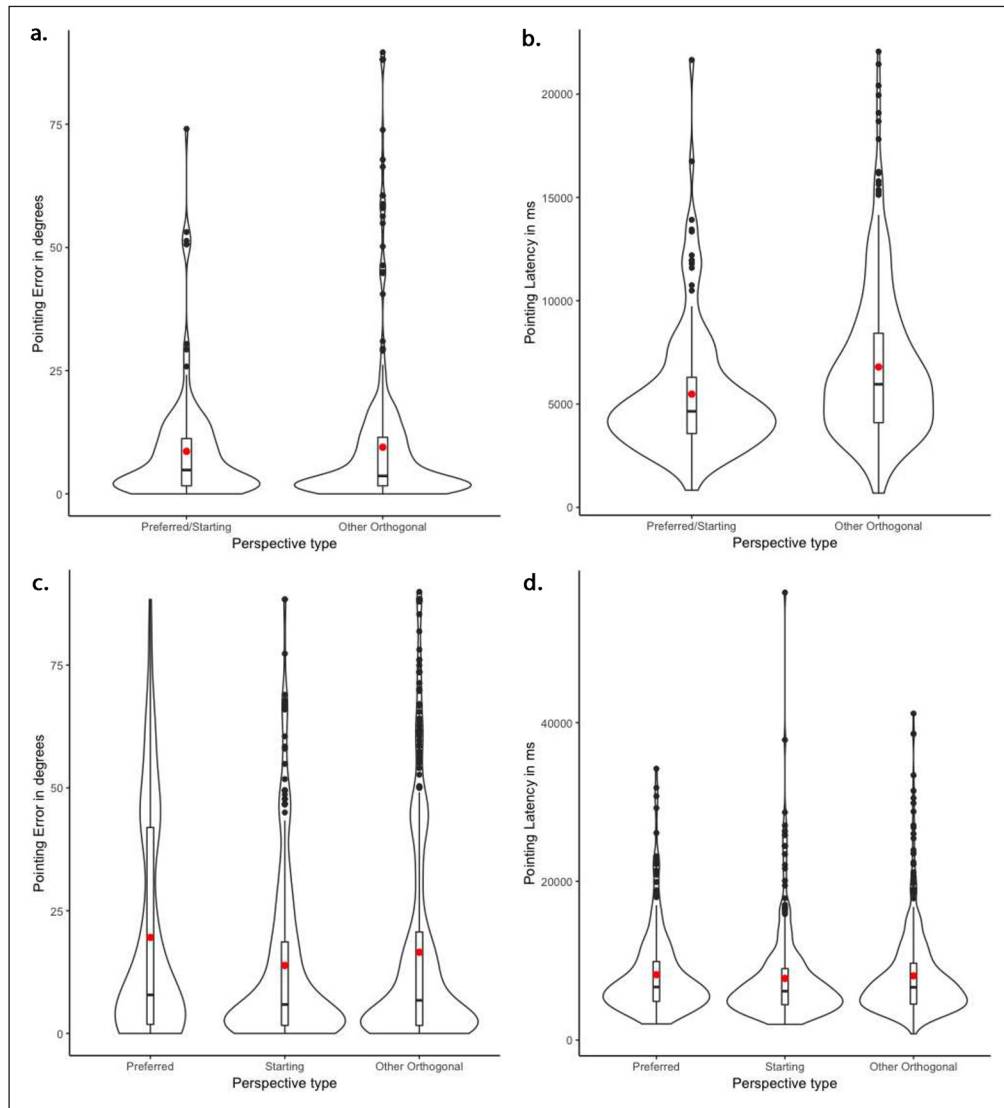 a.
Pointing Error in degrees
75
50
25
0
Preferred/Starting Other Orthogonal
Perspective type
b.
Pointing Latency in ms
20000
15000
10000
5000
0
Preferred/Starting Other Orthogonal
Perspective type
c.
Pointing Error in degrees
75
50
25
0
Preferred Starting Other Orthogonal
Perspective type
d.
Pointing Latency in ms
40000
20000
0
Preferred Starting Other Orthogonal
Perspective type